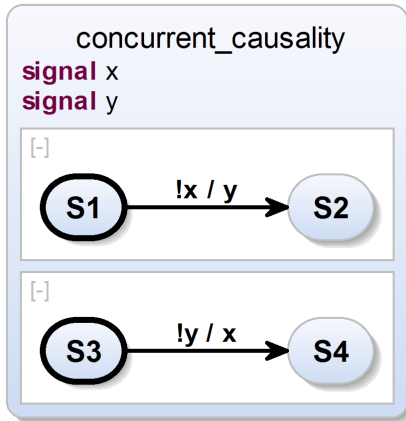 concurrent_causality
signal x
signal y
[-]
S1 !x / y S2
[-]
S3 !y / x S4